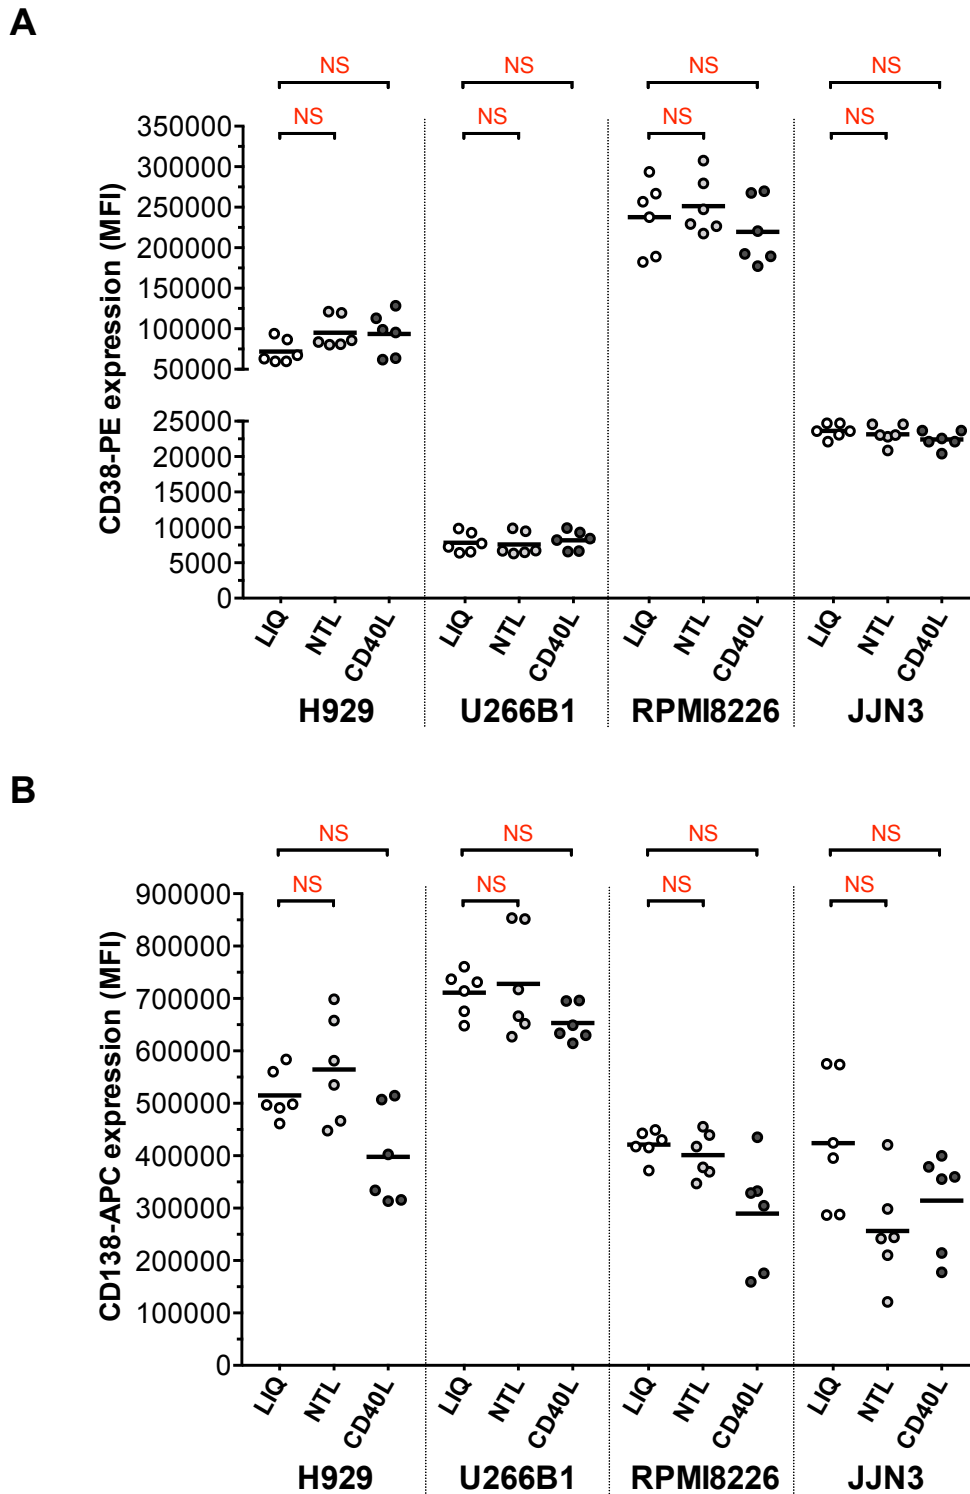 A
NS NS NS NS
NS NS NS NS
CD38-PE expression (MFI)
350000
300000
250000
200000
150000
100000
50000
25000
20000
15000
10000
5000
0
LIQ NTL CD40L LIQ NTL CD40L LIQ NTL CD40L LIQ NTL CD40L
H929 U266B1 RPMI8226 JJN3
B
NS NS NS NS
NS NS NS NS
CD138-APC expression (MFI)
900000
800000
700000
600000
500000
400000
300000
200000
100000
0
LIQ NTL CD40L LIQ NTL CD40L LIQ NTL CD40L LIQ NTL CD40L
H929 U266B1 RPMI8226 JJN3